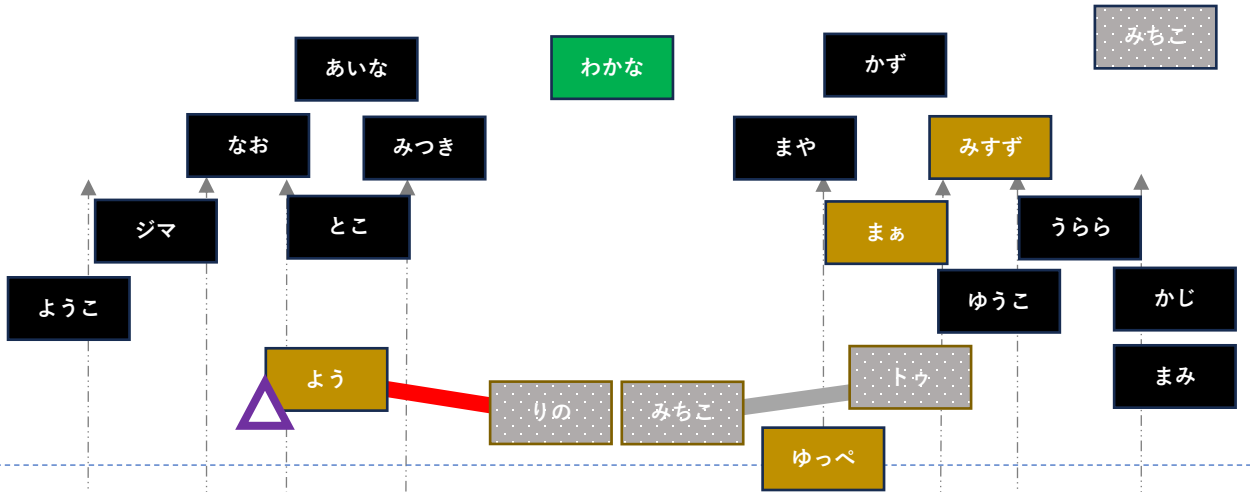 みちこ
あいな
わかな
かず
なお
みつき
まや
みすず
ジマ
とこ
まぁ
うらら
ようこ
ゆうこ
かじ
よう
りの
みちこ
トゥ
まみ
ゆっぺ